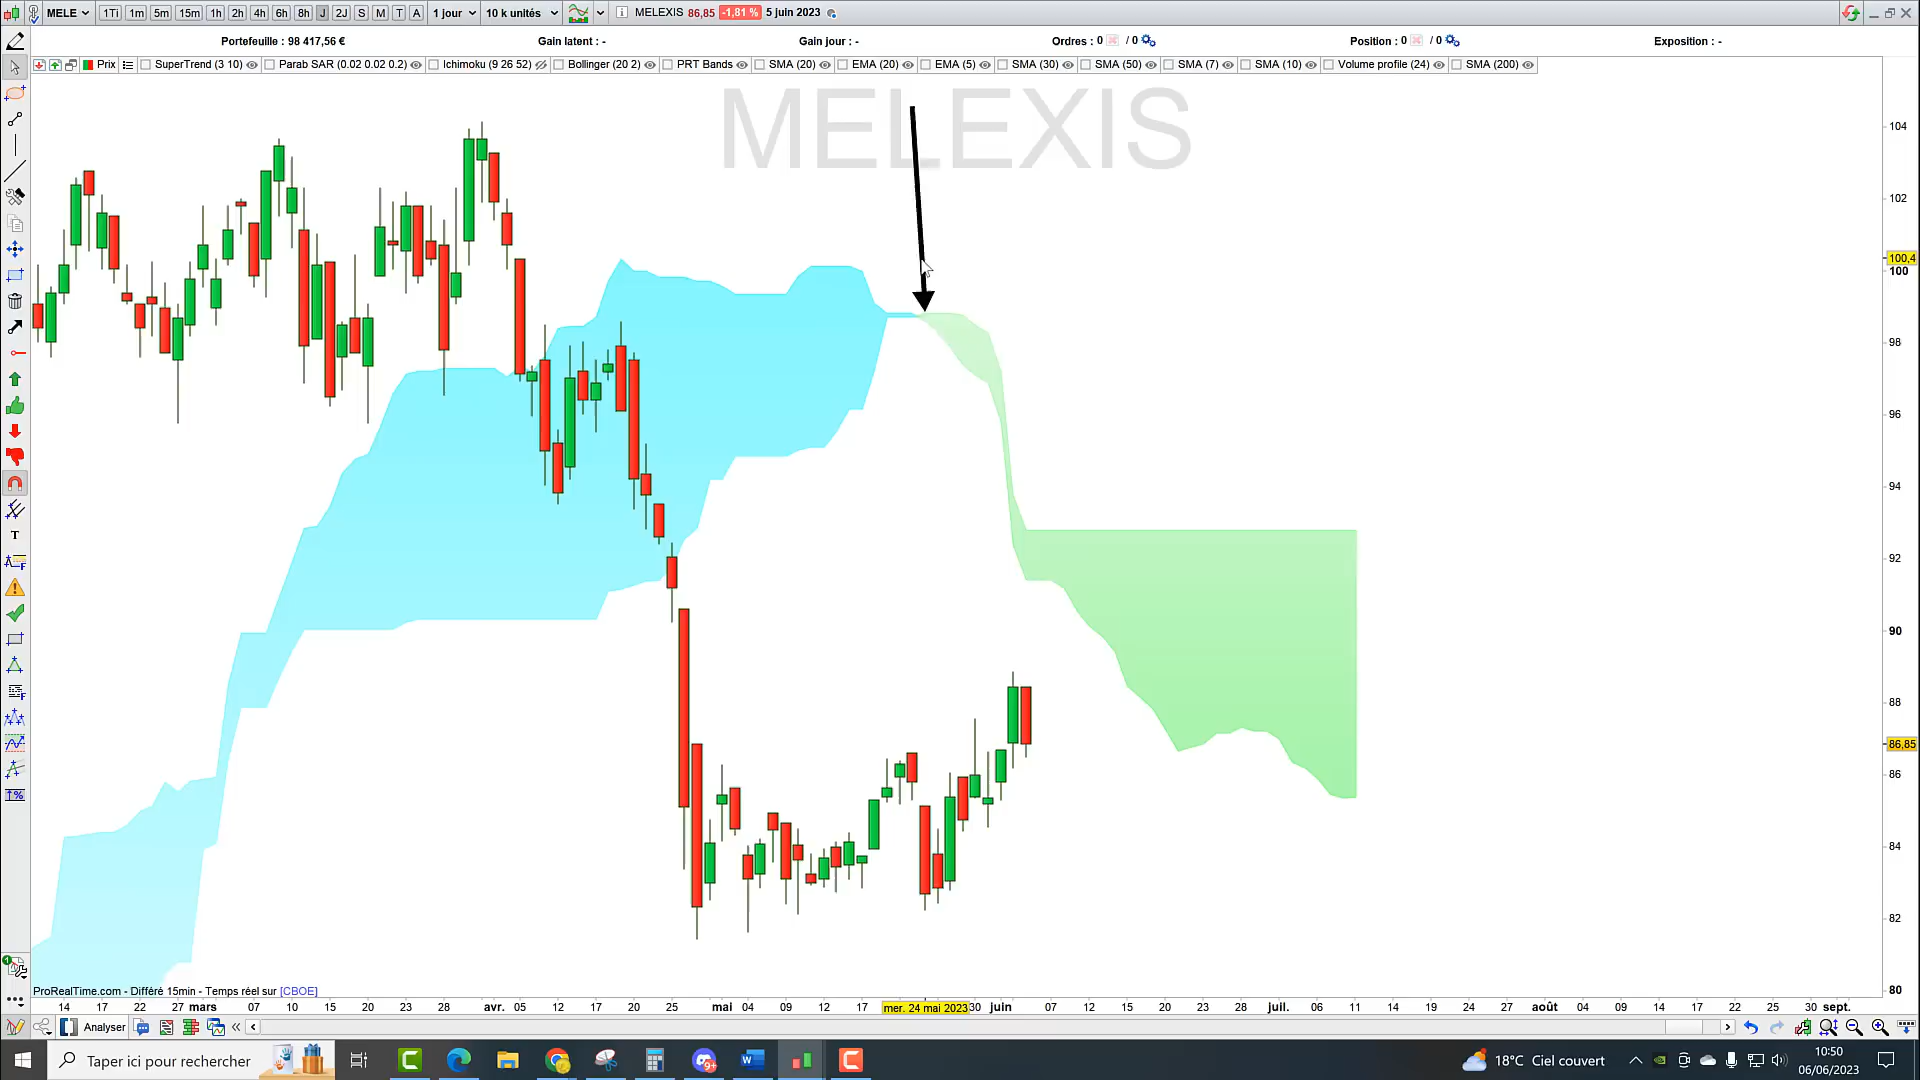 MELE 1Ti 1m 5m 15m 1h 2h 4h 6h 8h J 2J S M T A 1 jour 10 k unités MELEXIS 86,85 -1,81 % 5 juin 2023
Portefeuille : 98 417,56 € Gain latent : - Gain jour : - Ordres : 0 / 0 Position : 0 / 0 Exposition : -
Prix SuperTrend (3 10) Parab SAR (0.02 0.02 0.2) Ichimoku (9 26 52) Bollinger (20 2) PRT Bands SMA (20) EMA (20) EMA (5) SMA (30) SMA (50) SMA (7) SMA (10) Volume profile (24) SMA (200)
MELEXIS
104
102
100,4
100
98
96
94
92
90
88
86,85
86
84
82
80
ProRealTime.com - Différé 15min - Temps réel sur [CBOE]
14 17 22 27 mars 07 10 15 20 23 28 avr. 05 12 17 20 25 mai 04 09 12 17 mer. 24 mai 2023 30 juin 07 12 15 20 23 28 juil. 06 11 14 19 24 27 août 04 09 14 17 22 25 30 sept.
Analyser
Taper ici pour rechercher
18°C Ciel couvert
10:50
06/06/2023